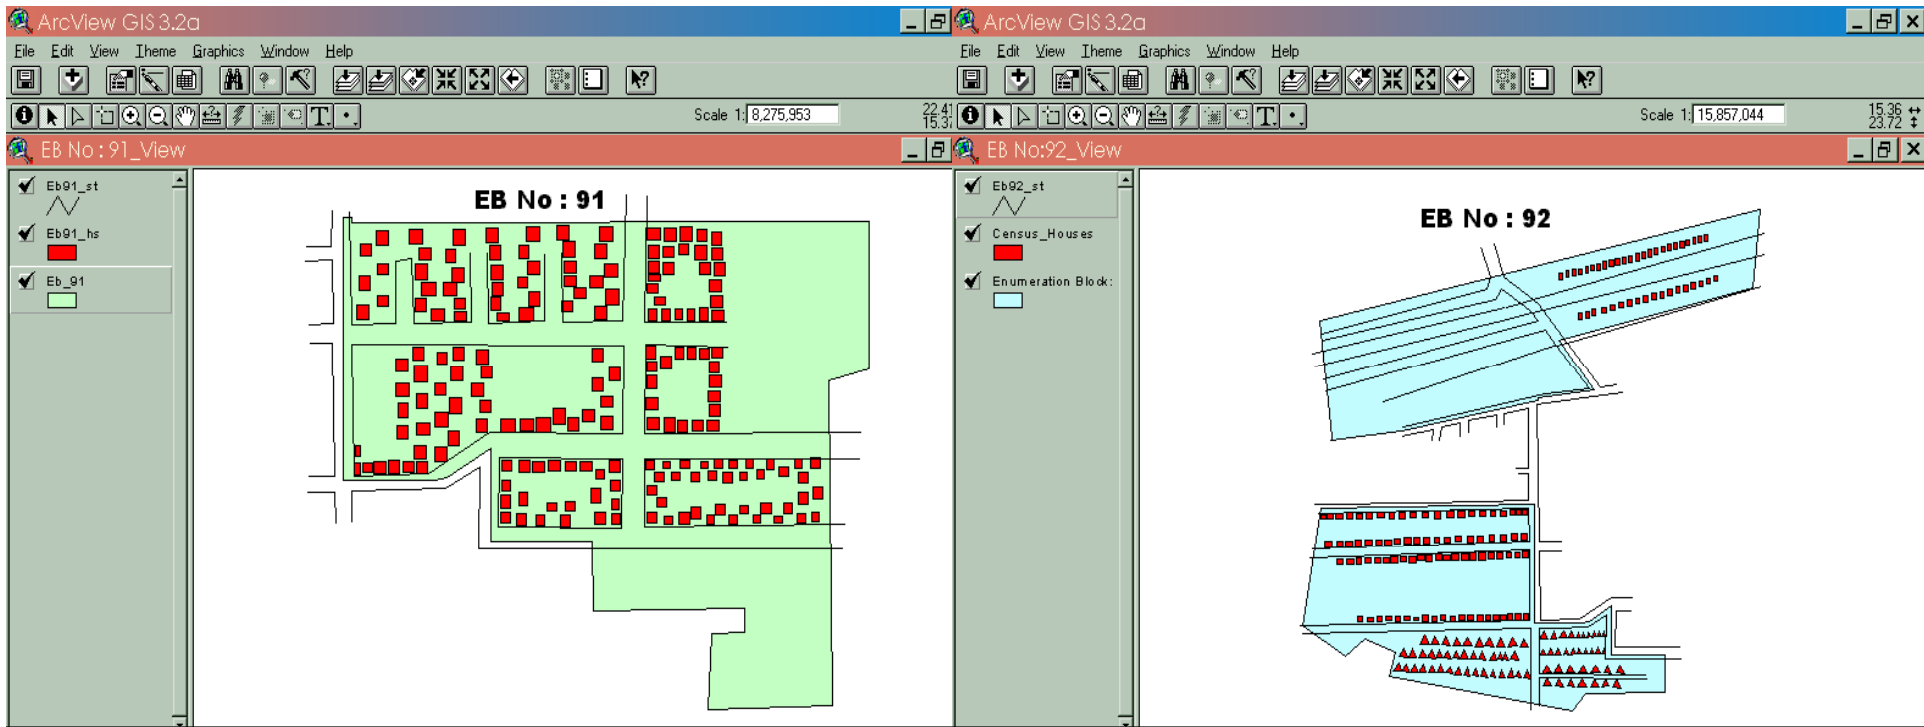 ArcView GIS 3.2a
File Edit View Theme Graphics Window Help
Scale 1: 8,275,953
EB No : 91_View
Eb91_st
Eb91_hs
Eb_91
EB No : 91
ArcView GIS 3.2a
File Edit View Theme Graphics Window Help
Scale 1: 15,857,044
15.36
23.72
EB No:92_View
Eb92_st
Census_Houses
Enumeration Block:
EB No : 92